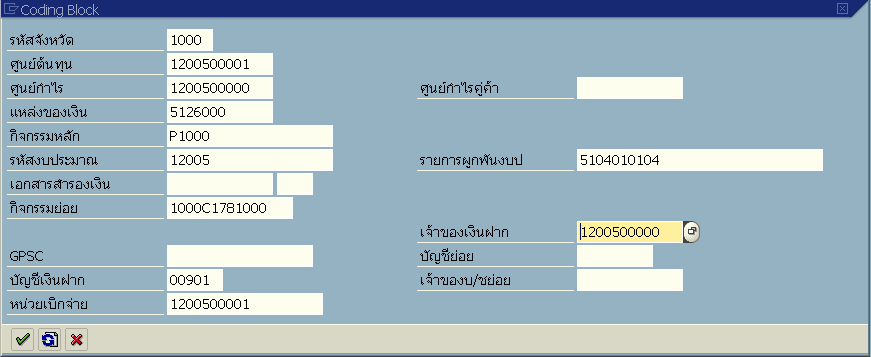 Coding Block
รหัสจังหวัด 1000
ศูนย์ต้นทุน 1200500001
ศูนย์กำไร 1200500000 ศูนย์กำไรคู่ค้า
แหล่งของเงิน 5126000
กิจกรรมหลัก P1000
รหัสงบประมาณ 12005 รายการผูกพันงบป 5104010104
เอกสารสำรองเงิน
กิจกรรมย่อย 1000C1781000
เจ้าของเงินฝาก 1200500000
GPSC บัญชีย่อย
บัญชีเงินฝาก 00901 เจ้าของบ/ชย่อย
หน่วยเบิกจ่าย 1200500001